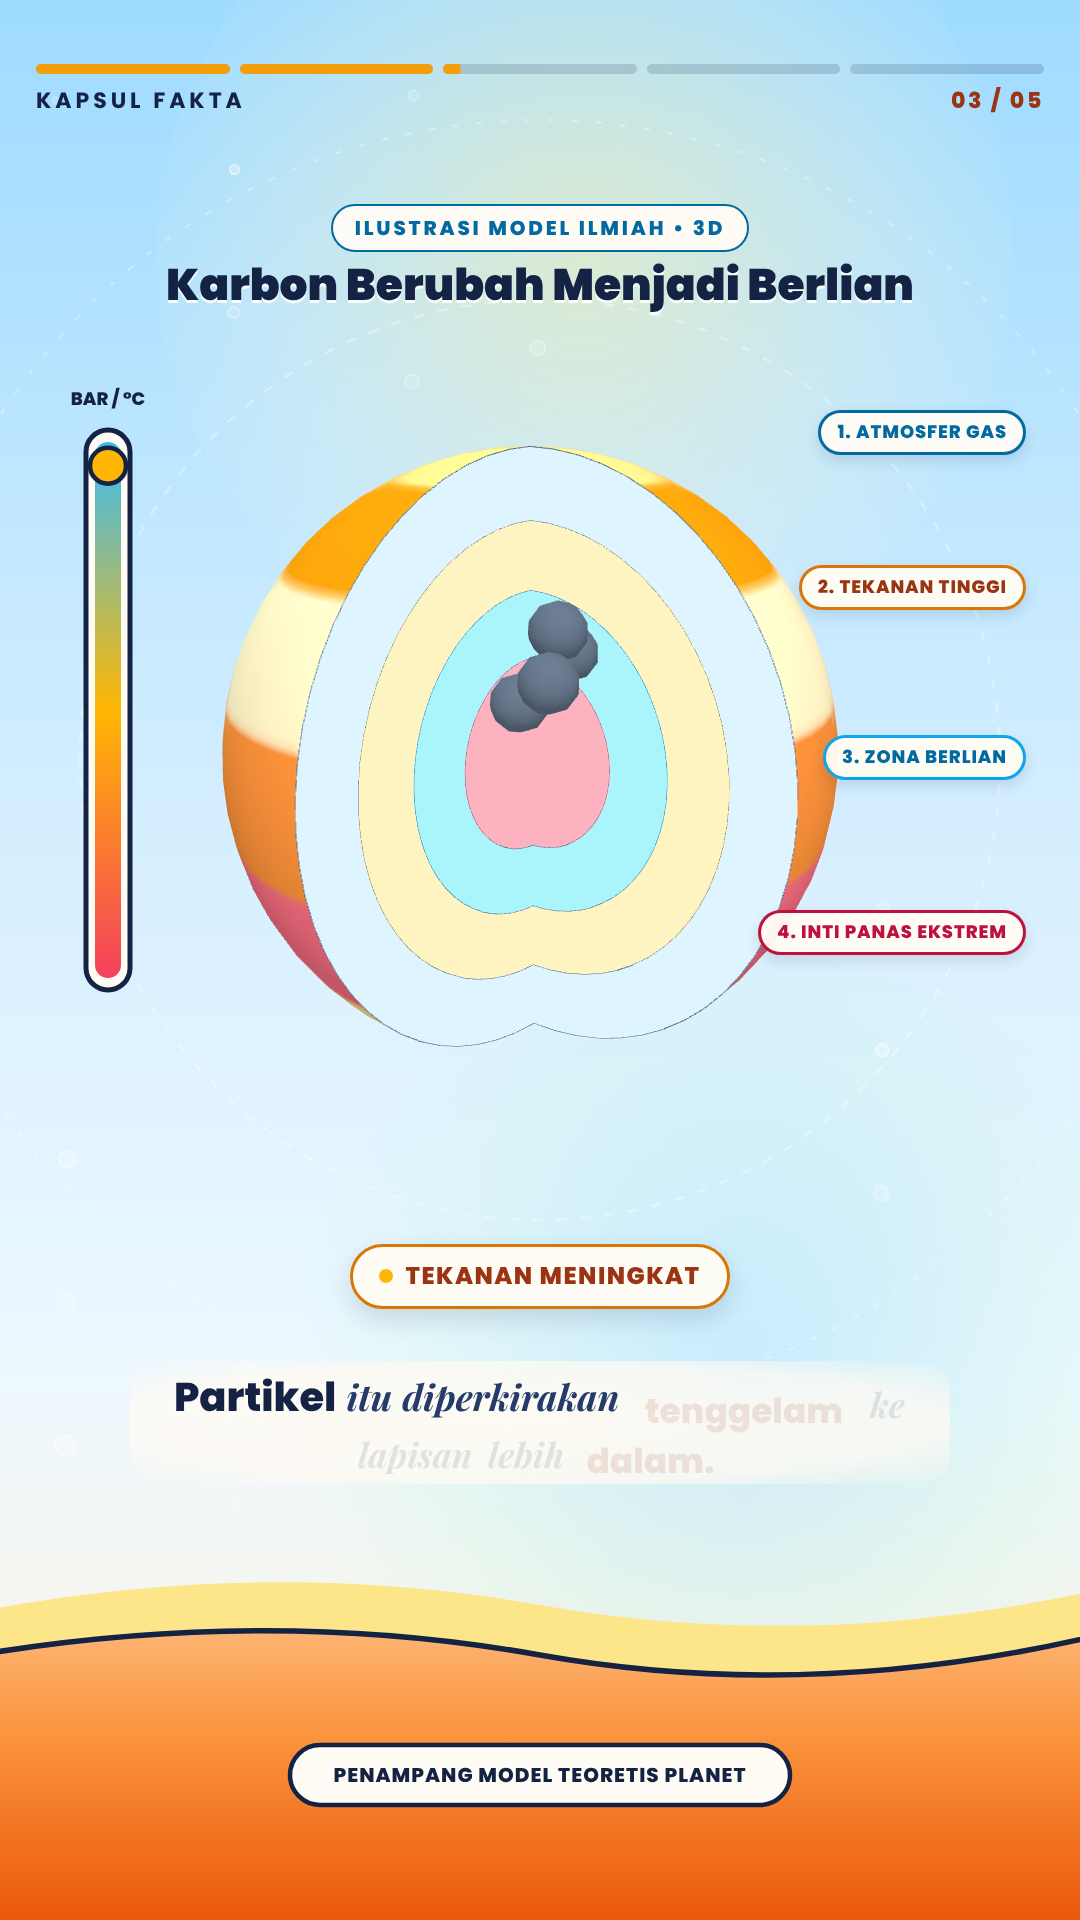 KAPSUL FAKTA
03 / 05
ILUSTRASI MODEL ILMIAH • 3D
Karbon Berubah Menjadi Berlian
BAR / °C
1. ATMOSFER GAS
2. TEKANAN TINGGI
3. ZONA BERLIAN
4. INTI PANAS EKSTREM
TEKANAN MENINGKAT
Partikel itu diperkirakan tenggelam ke
lapisan lebih dalam.
PENAMPANG MODEL TEORETIS PLANET